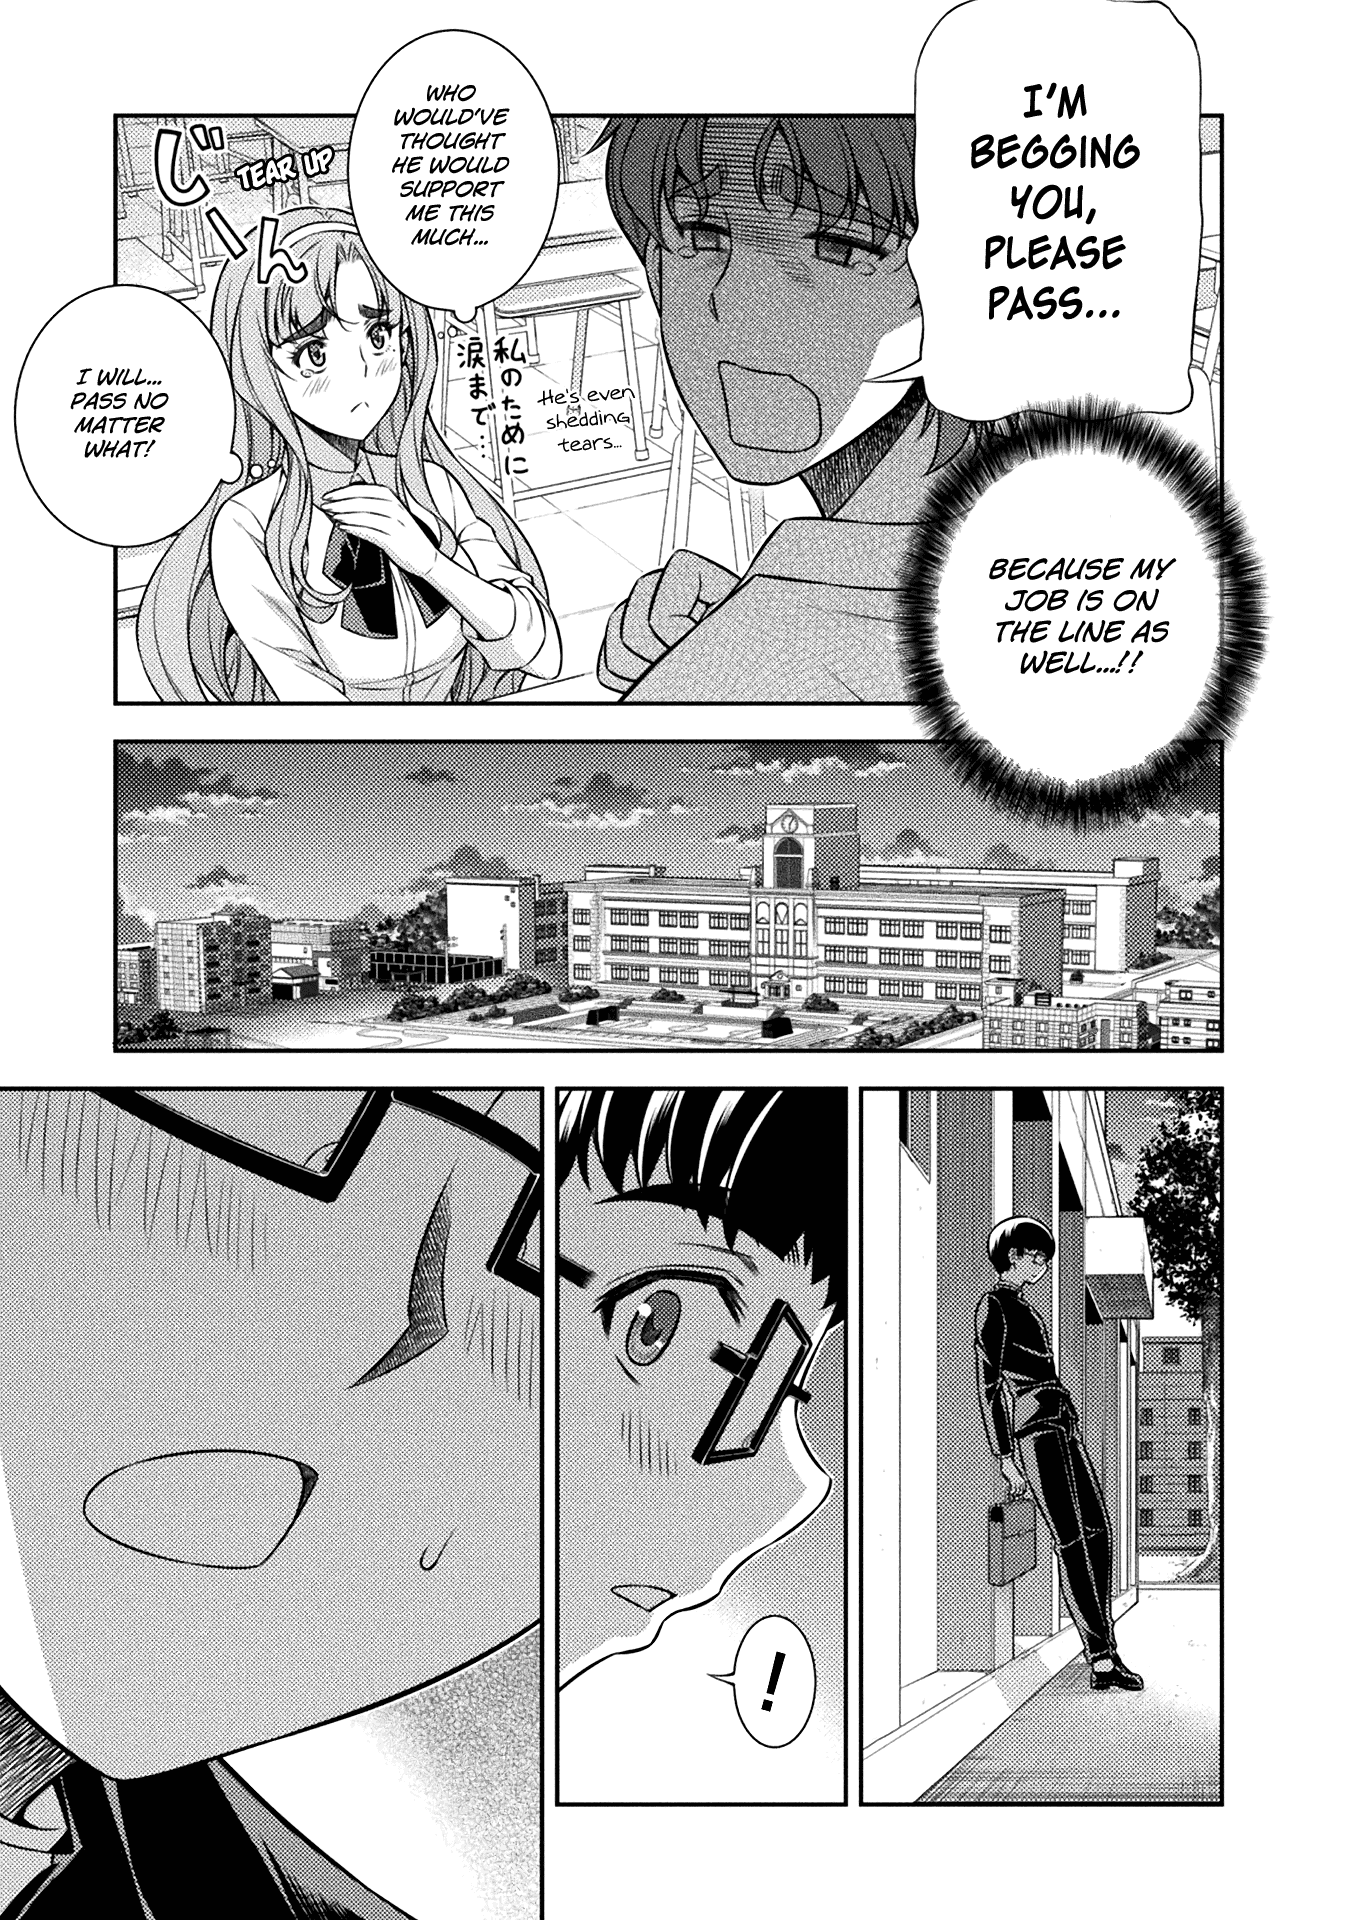 I'M
BEGGING
YOU,
PLEASE
PASS...
BECAUSE MY
JOB IS ON
THE LINE AS
WELL...!!
WHO
WOULD'VE
THOUGHT
HE WOULD
SUPPORT
ME THIS
MUCH...
私のために
涙まで…
He's even
shedding
tears...
じーん
TEAR UP
I WILL...
PASS NO
MATTER
WHAT!
!